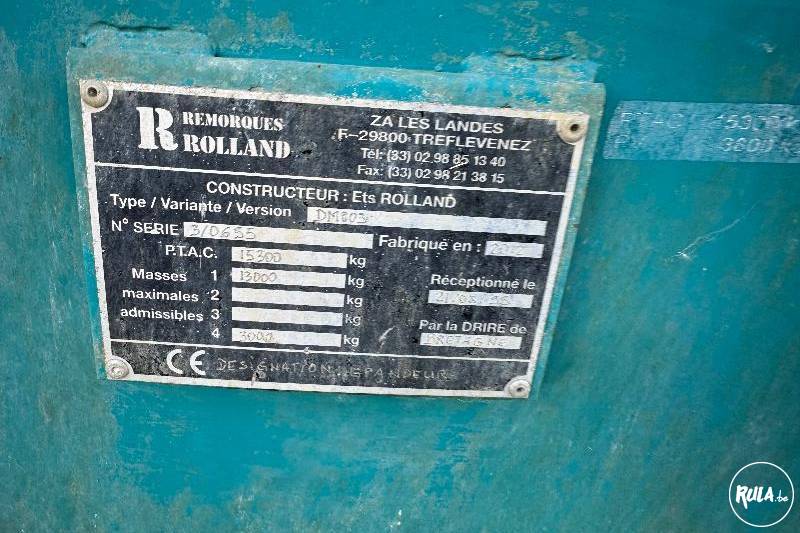 R REMORQUES
ROLLAND
ZA LES LANDES
F-29800 TREFLEVENEZ
Tél: (33) 02 98 85 13 40
Fax: (33) 02 98 21 38 15
CONSTRUCTEUR : Ets ROLLAND
Type / Variante / Version DM803
N° SERIE 3/0655 Fabriqué en :
P.T.A.C. 15300 kg
Masses 1 13000 kg
maximales 2 kg
admissibles 3 kg
4 3000 kg
Réceptionné le
Par la DRIRE de
BRETAGNE
CE DESIGNATION: EPANDEUR
15300
RULA.be